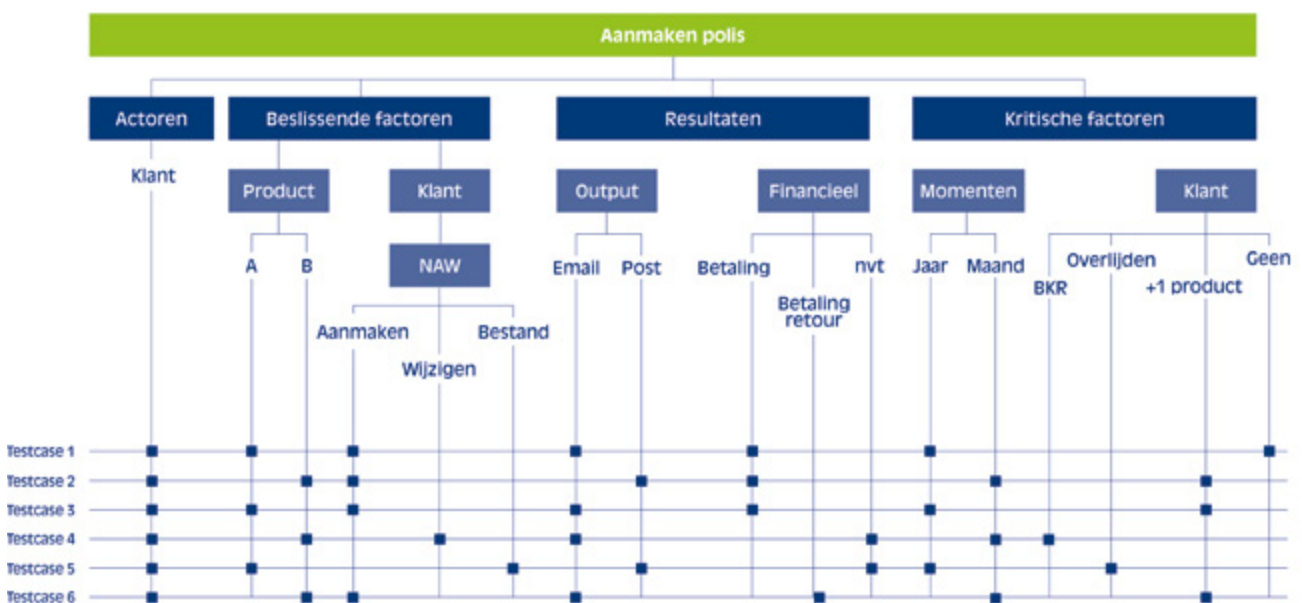 Aanmaken polis
Actoren
Beslissende factoren
Resultaten
Kritische factoren
Klant
Product
Klant
Output
Financieel
Momenten
Klant
A
B
NAW
Email
Post
Betaling
nvt
Jaar
Maand
Overlijden
Geen
BKR
+1 product
Betaling
retour
Aanmaken
Bestand
Wijzigen
Testcase 1
Testcase 2
Testcase 3
Testcase 4
Testcase 5
Testcase 6